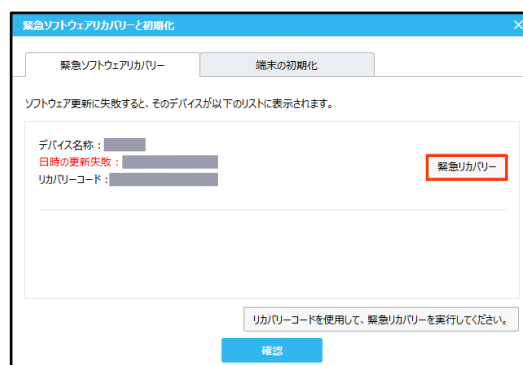 緊急ソフトウェアリカバリーと初期化
緊急ソフトウェアリカバリー
端末の初期化
ソフトウェア更新に失敗すると、そのデバイスが以下のリストに表示されます。
デバイス名称：
日時の更新失敗：
リカバリーコード：
緊急リカバリー
リカバリーコードを使用して、緊急リカバリーを実行してください。
確認